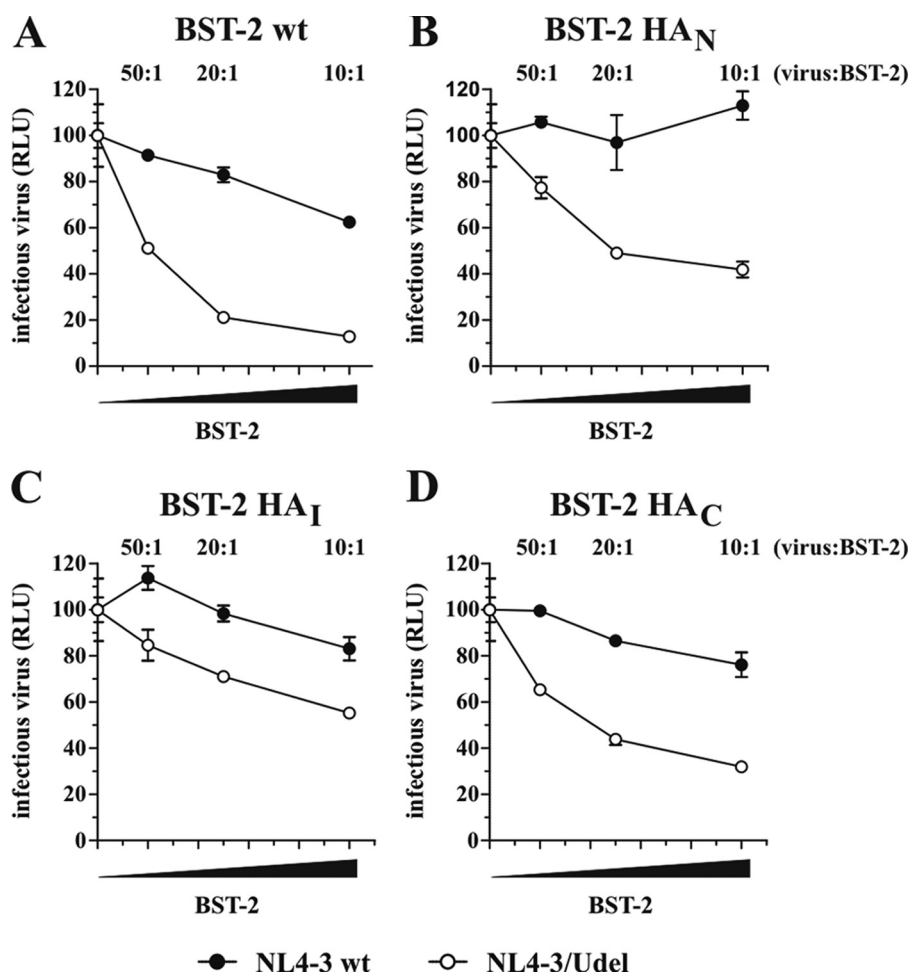 A BST-2 wt
50:1 20:1 10:1
infectious virus (RLU)
120
100
80
60
40
20
0
BST-2
B BST-2 HAN
50:1 20:1 10:1 (virus:BST-2)
infectious virus (RLU)
120
100
80
60
40
20
0
BST-2
C BST-2 HAI
50:1 20:1 10:1
infectious virus (RLU)
120
100
80
60
40
20
0
BST-2
D BST-2 HAC
50:1 20:1 10:1 (virus:BST-2)
infectious virus (RLU)
120
100
80
60
40
20
0
BST-2
NL4-3 wt NL4-3/Udel